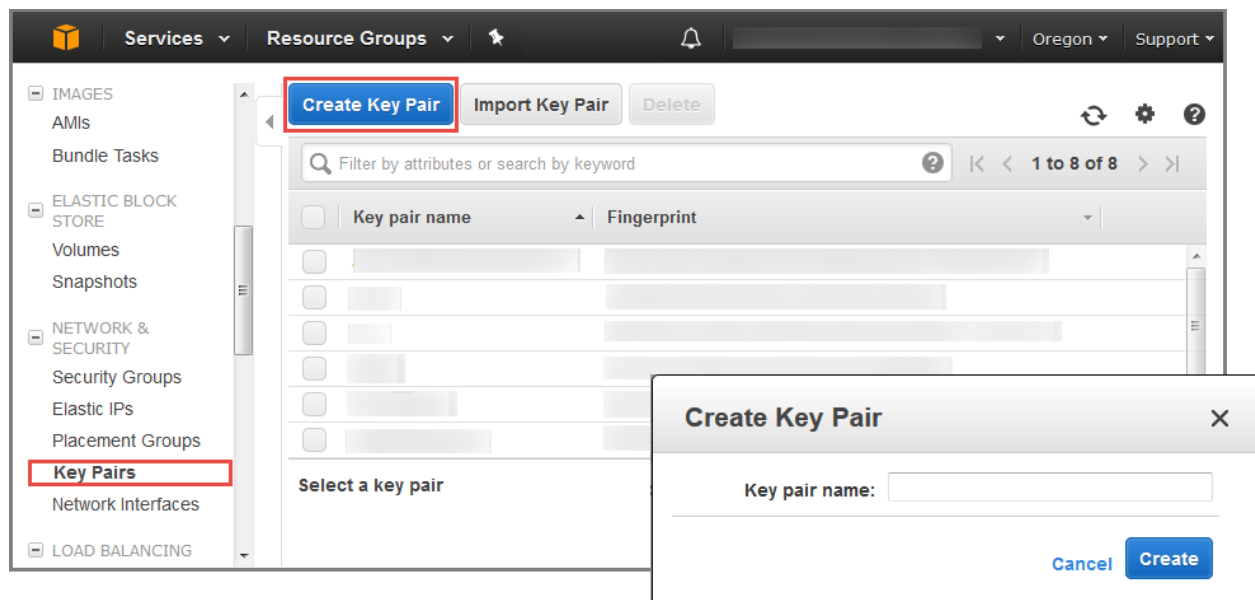 Services Resource Groups Oregon Support
IMAGES
AMIs
Bundle Tasks
ELASTIC BLOCK
STORE
Volumes
Snapshots
NETWORK &
SECURITY
Security Groups
Elastic IPs
Placement Groups
Key Pairs
Network Interfaces
LOAD BALANCING
Create Key Pair Import Key Pair Delete
Filter by attributes or search by keyword 1 to 8 of 8
Key pair name Fingerprint
Select a key pair
Create Key Pair
Key pair name:
Cancel Create